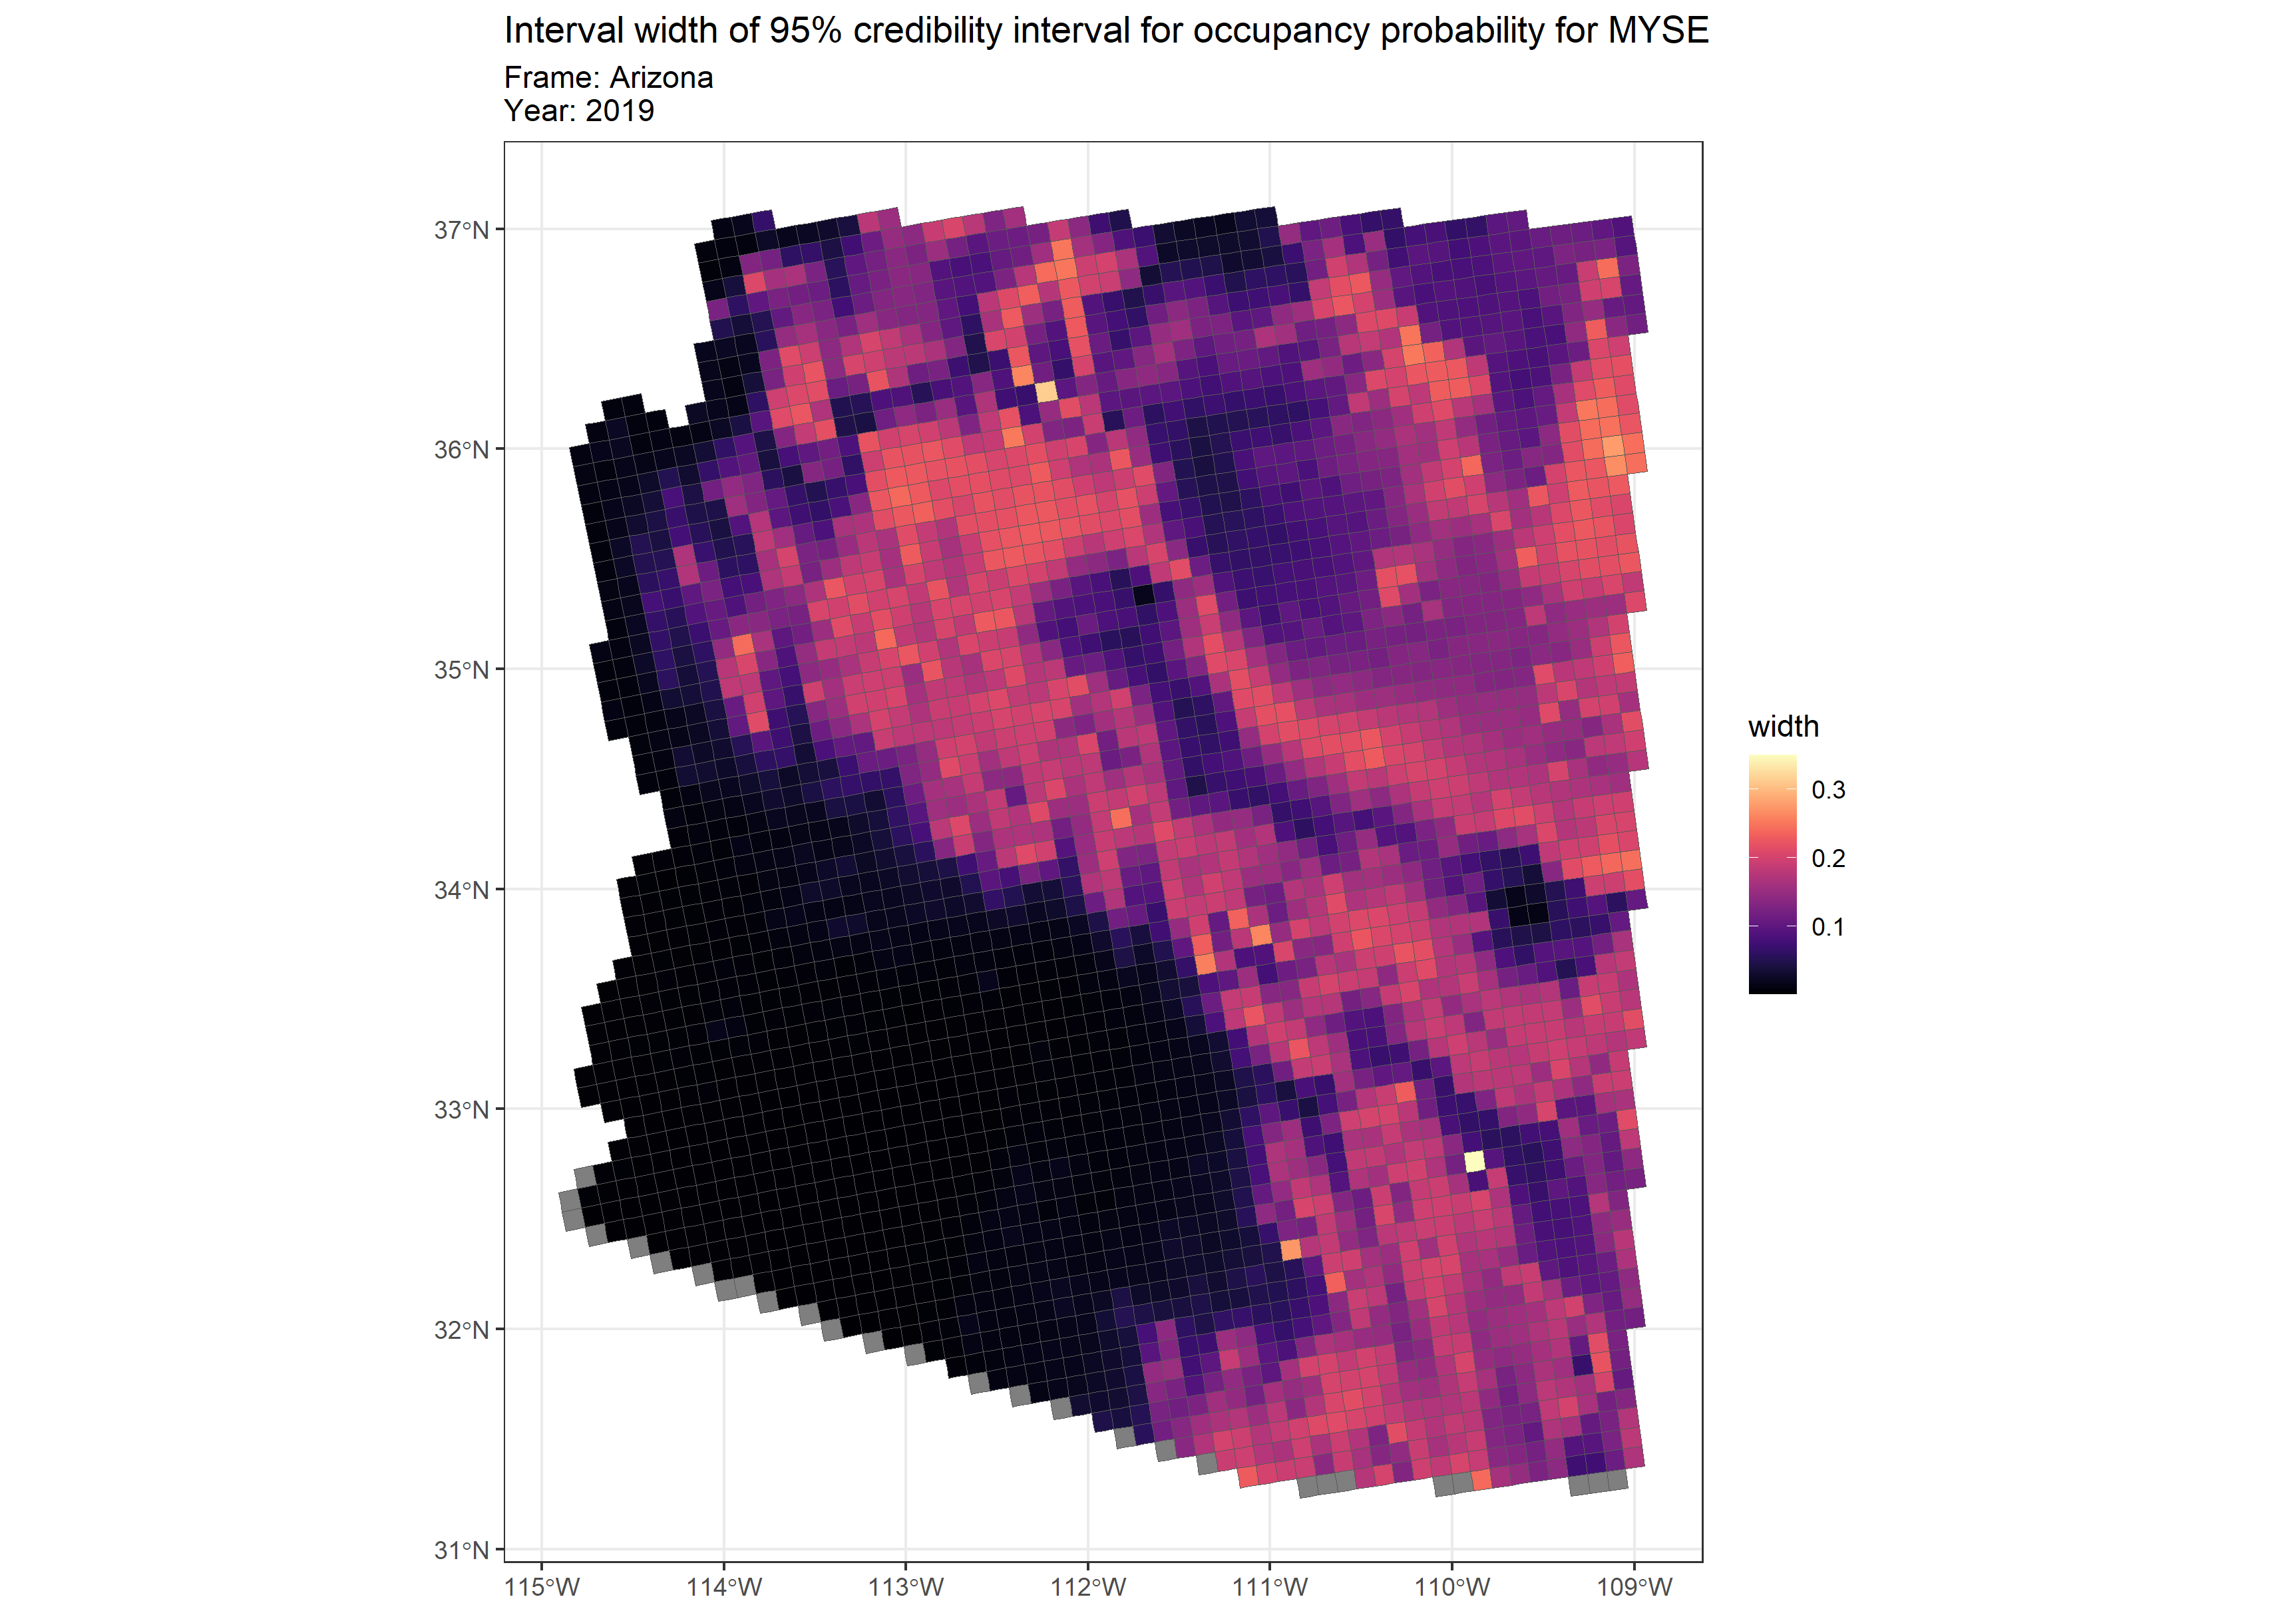 Interval width of 95% credibility interval for occupancy probability for MYSE
Frame: Arizona
Year: 2019
37°N
36°N
35°N
34°N
33°N
32°N
31°N
115°W
114°W
113°W
112°W
111°W
110°W
109°W
width
0.3
0.2
0.1